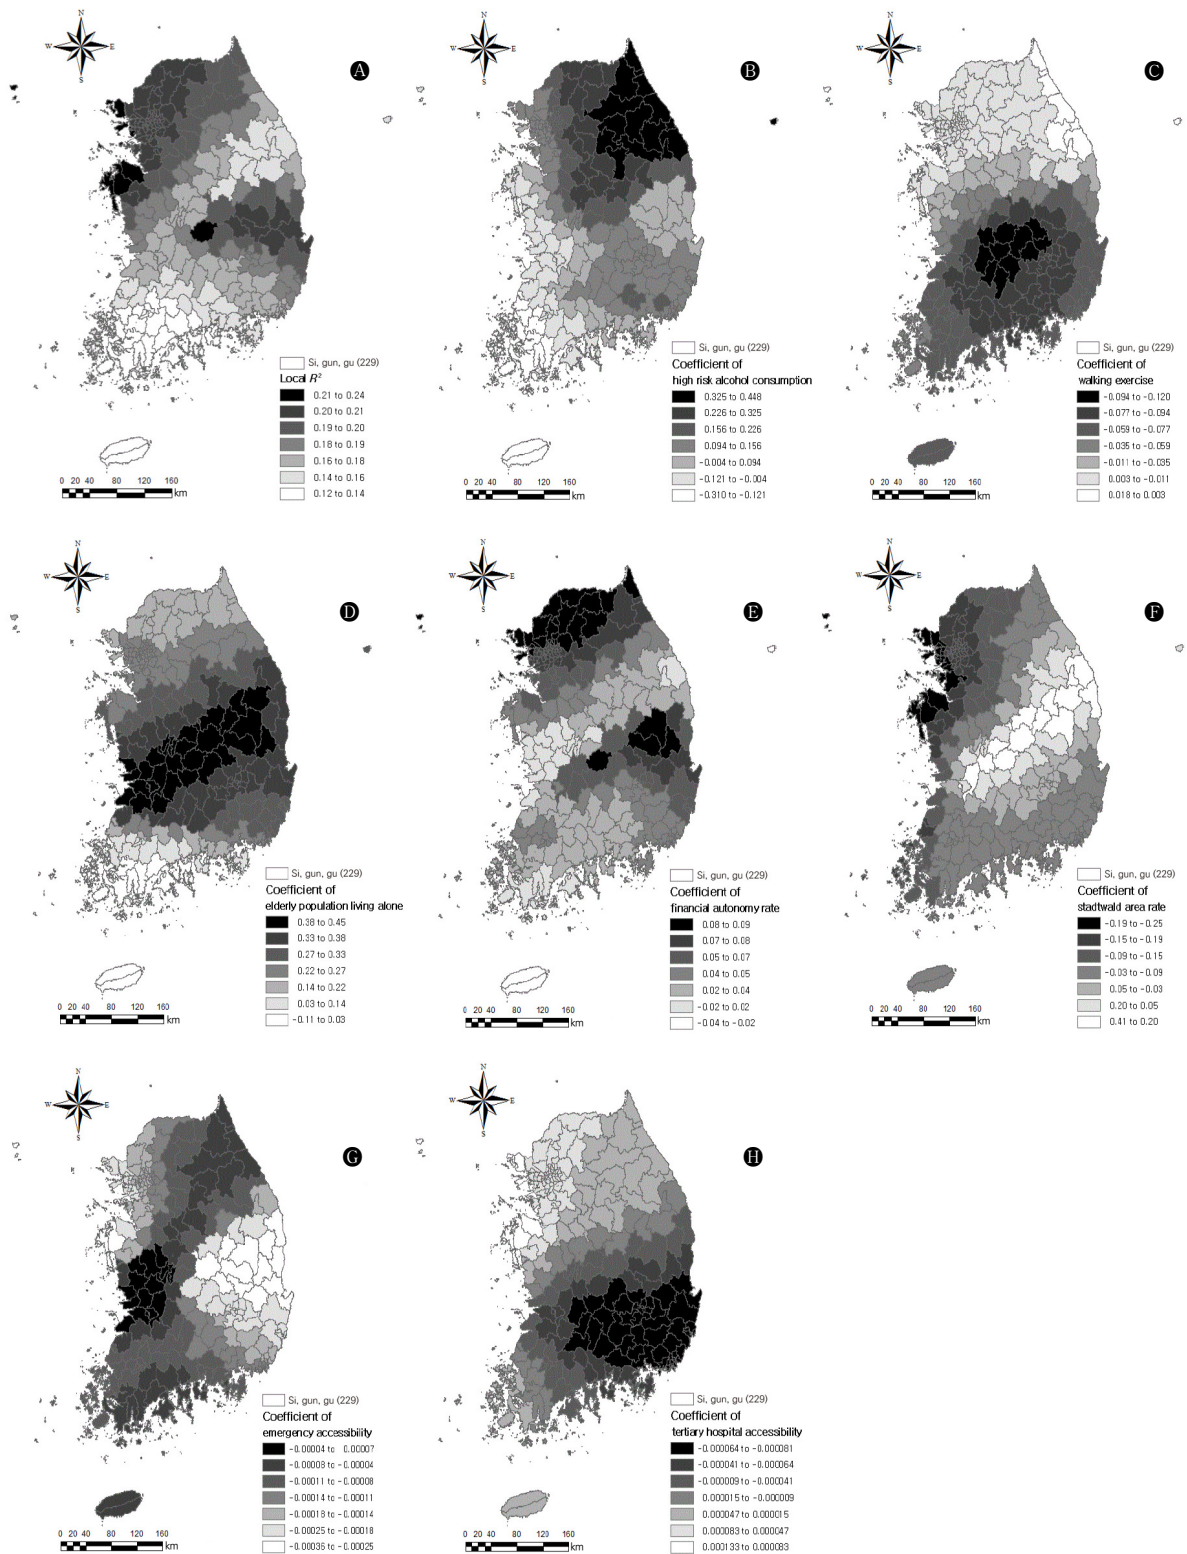 N
W E
S
A
Si, gun, gu (229)
Local R²
0.21 to 0.24
0.20 to 0.21
0.19 to 0.20
0.18 to 0.19
0.16 to 0.18
0.14 to 0.16
0.12 to 0.14
0 20 40 80 120 160
km
N
W E
S
B
Si, gun, gu (229)
Coefficient of
high risk alcohol consumption
0.325 to 0.448
0.226 to 0.325
0.156 to 0.226
0.094 to 0.156
-0.004 to 0.094
-0.121 to -0.004
-0.310 to -0.121
0 20 40 80 120 160
km
N
W E
S
C
Si, gun, gu (229)
Coefficient of
walking exercise
-0.094 to -0.120
-0.077 to -0.094
-0.059 to -0.077
-0.035 to -0.059
-0.011 to -0.035
0.003 to -0.011
0.018 to 0.003
0 20 40 80 120 160
km
N
W E
S
D
Si, gun, gu (229)
Coefficient of
elderly population living alone
0.38 to 0.45
0.33 to 0.38
0.27 to 0.33
0.22 to 0.27
0.14 to 0.22
0.03 to 0.14
-0.11 to 0.03
0 20 40 80 120 160
km
N
W E
S
E
Si, gun, gu (229)
Coefficient of
financial autonomy rate
0.08 to 0.09
0.07 to 0.08
0.05 to 0.07
0.04 to 0.05
0.02 to 0.04
-0.02 to 0.02
-0.04 to -0.02
0 20 40 80 120 160
km
N
W E
S
F
Si, gun, gu (229)
Coefficient of
stadtwald area rate
-0.19 to -0.25
-0.15 to -0.19
-0.09 to -0.15
-0.03 to -0.09
0.05 to -0.03
0.20 to 0.05
0.41 to 0.20
0 20 40 80 120 160
km
N
W E
S
G
Si, gun, gu (229)
Coefficient of
emergency accessibility
-0.00004 to 0.00007
-0.00008 to -0.00004
-0.00011 to -0.00008
-0.00014 to -0.00011
-0.00018 to -0.00014
-0.00025 to -0.00018
-0.00036 to -0.00025
0 20 40 80 120 160
km
N
W E
S
H
Si, gun, gu (229)
Coefficient of
tertiary hospital accessibility
-0.000064 to -0.000081
-0.000041 to -0.000064
-0.000009 to -0.000041
0.000015 to -0.000009
0.000047 to 0.000015
0.000083 to 0.000047
0.000133 to 0.000083
0 20 40 80 120 160
km